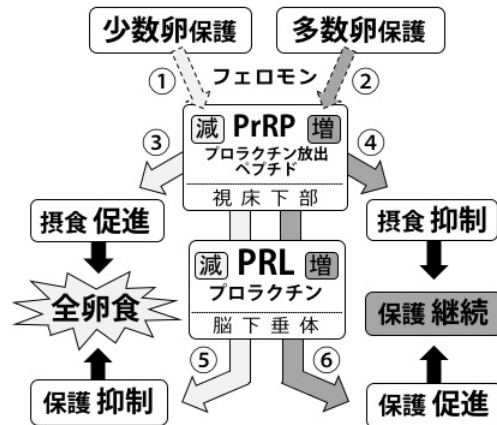 少数卵保護
多数卵保護
①
フェロモン
②
減 PrRP 増
プロラクチン放出
ペプチド
視床下部
③
④
摂食 促進
摂食 抑制
減 PRL 増
プロラクチン
脳下垂体
全卵食
保護 継続
⑤
⑥
保護 抑制
保護 促進